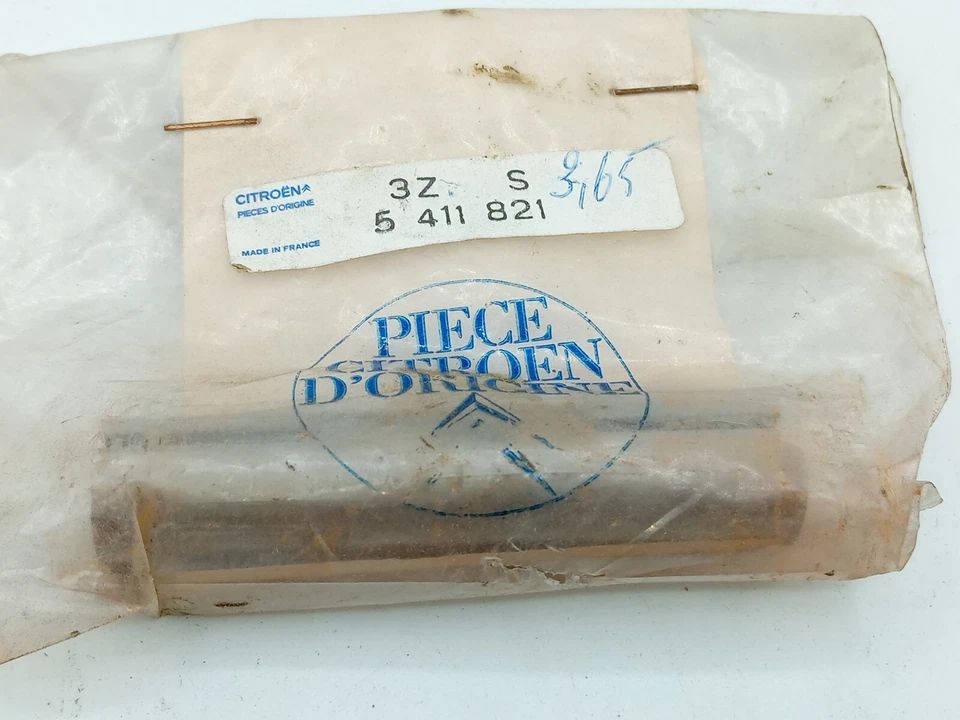 CITROËN
PIECES D'ORIGINE
MADE IN FRANCE
3Z. S
5 411 821
3,65
PIECE
CITROEN
D'ORIGINE